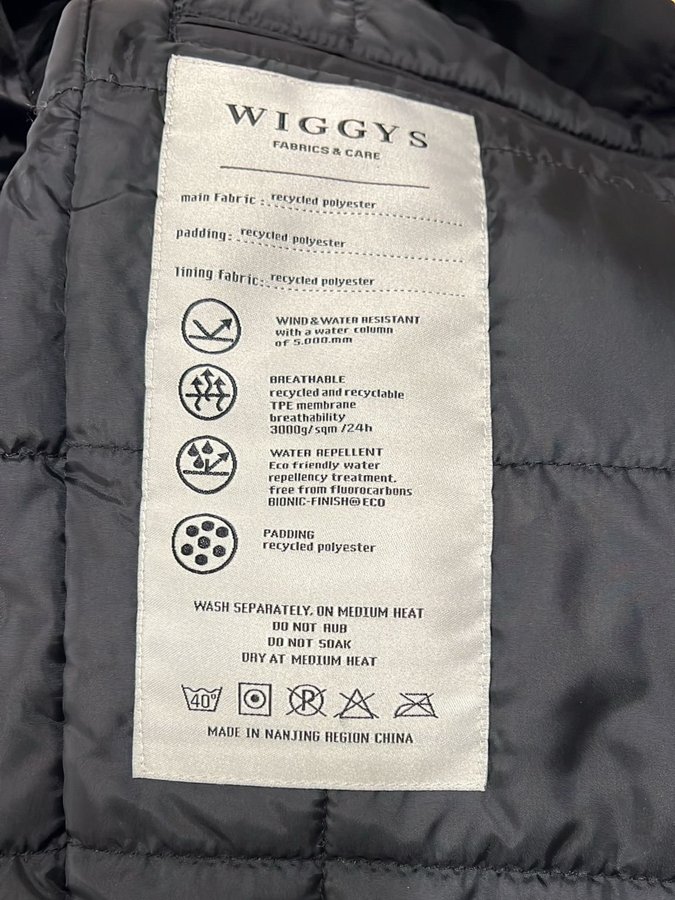 WIGGYS
FABRICS & CARE
main Fabric : recycled polyester
padding: recycled polyester
lining Fabric: recycled polyester
WIND & WATER RESISTANT
with a water column
of 5.000.mm
BREATHABLE
recycled and recyclable
TPE membrane
breathability
3000g/sqm /24h
WATER REPELLENT
Eco friendly water
repellency treatment.
free from fluorocarbons
BIONIC-FINISH® ECO
PADDING
recycled polyester
WASH SEPARATELY, ON MEDIUM HEAT
DO NOT RUB
DO NOT SOAK
DRY AT MEDIUM HEAT
40° P
MADE IN NANJING REGION CHINA